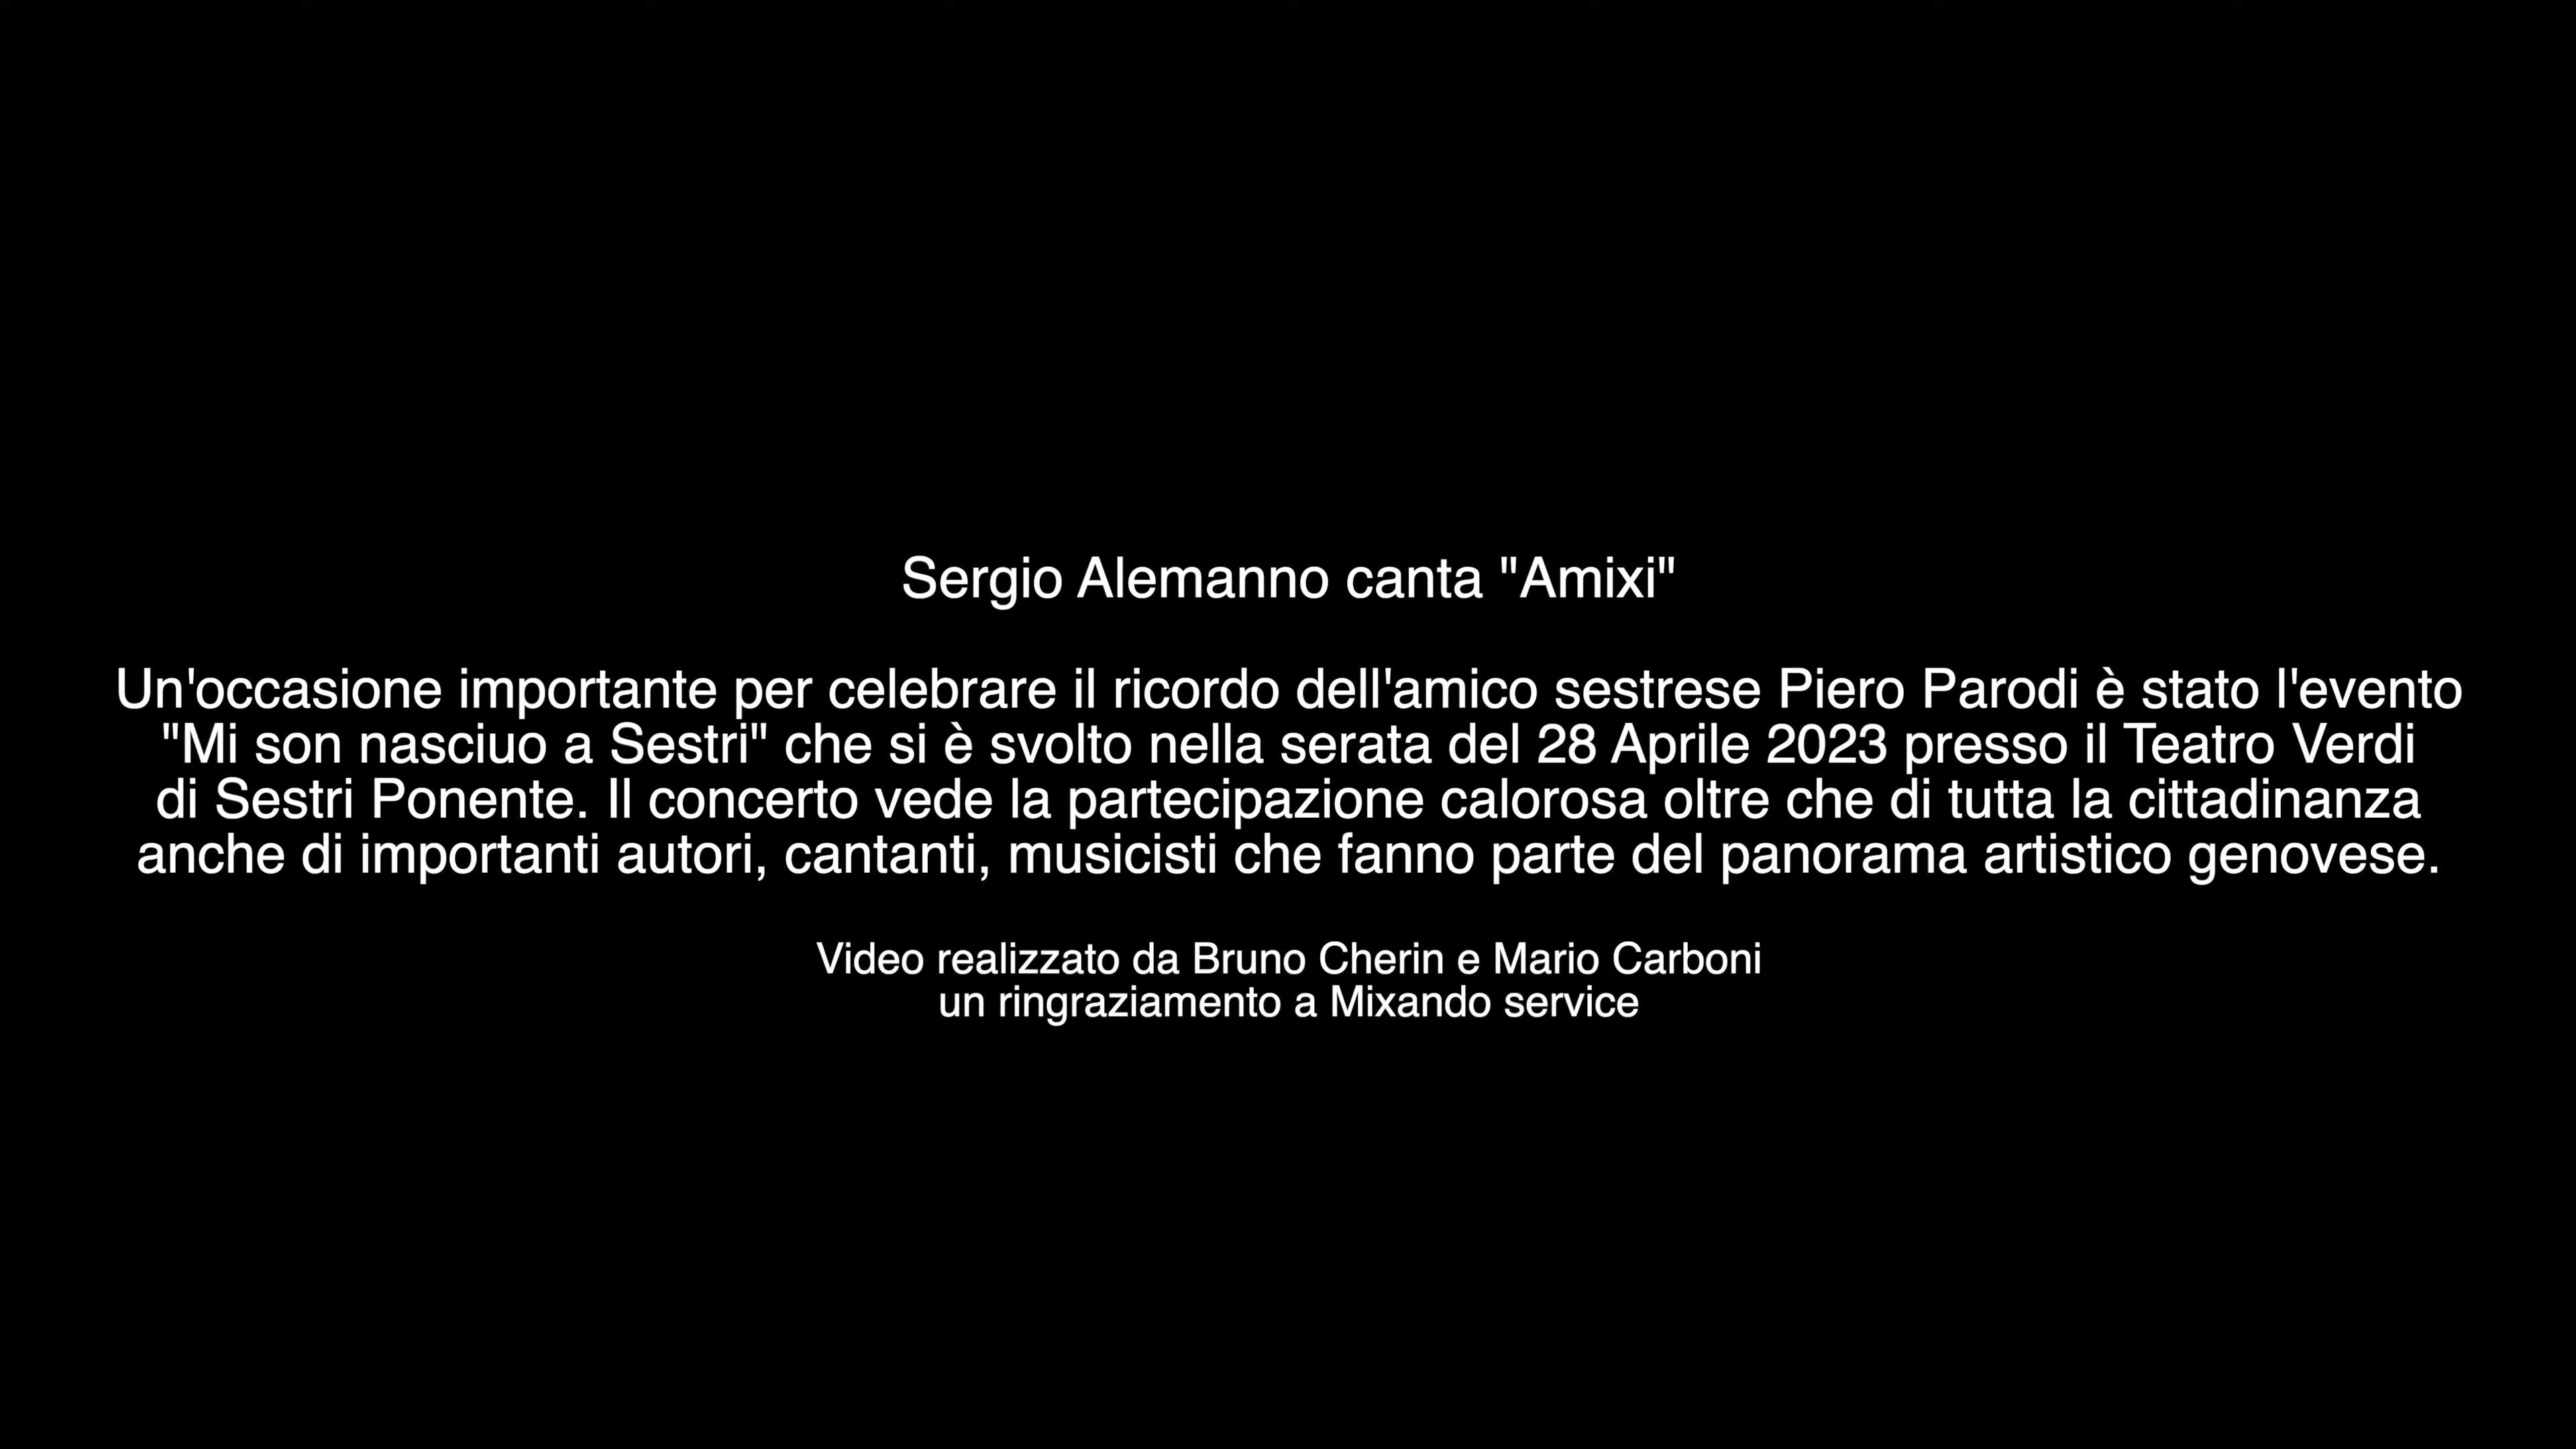 Sergio Alemanno canta "Amixi"
Un'occasione importante per celebrare il ricordo dell'amico sestrese Piero Parodi è stato l'evento
"Mi son nasciuo a Sestri" che si è svolto nella serata del 28 Aprile 2023 presso il Teatro Verdi
di Sestri Ponente. Il concerto vede la partecipazione calorosa oltre che di tutta la cittadinanza
anche di importanti autori, cantanti, musicisti che fanno parte del panorama artistico genovese.
Video realizzato da Bruno Cherin e Mario Carboni
un ringraziamento a Mixando service